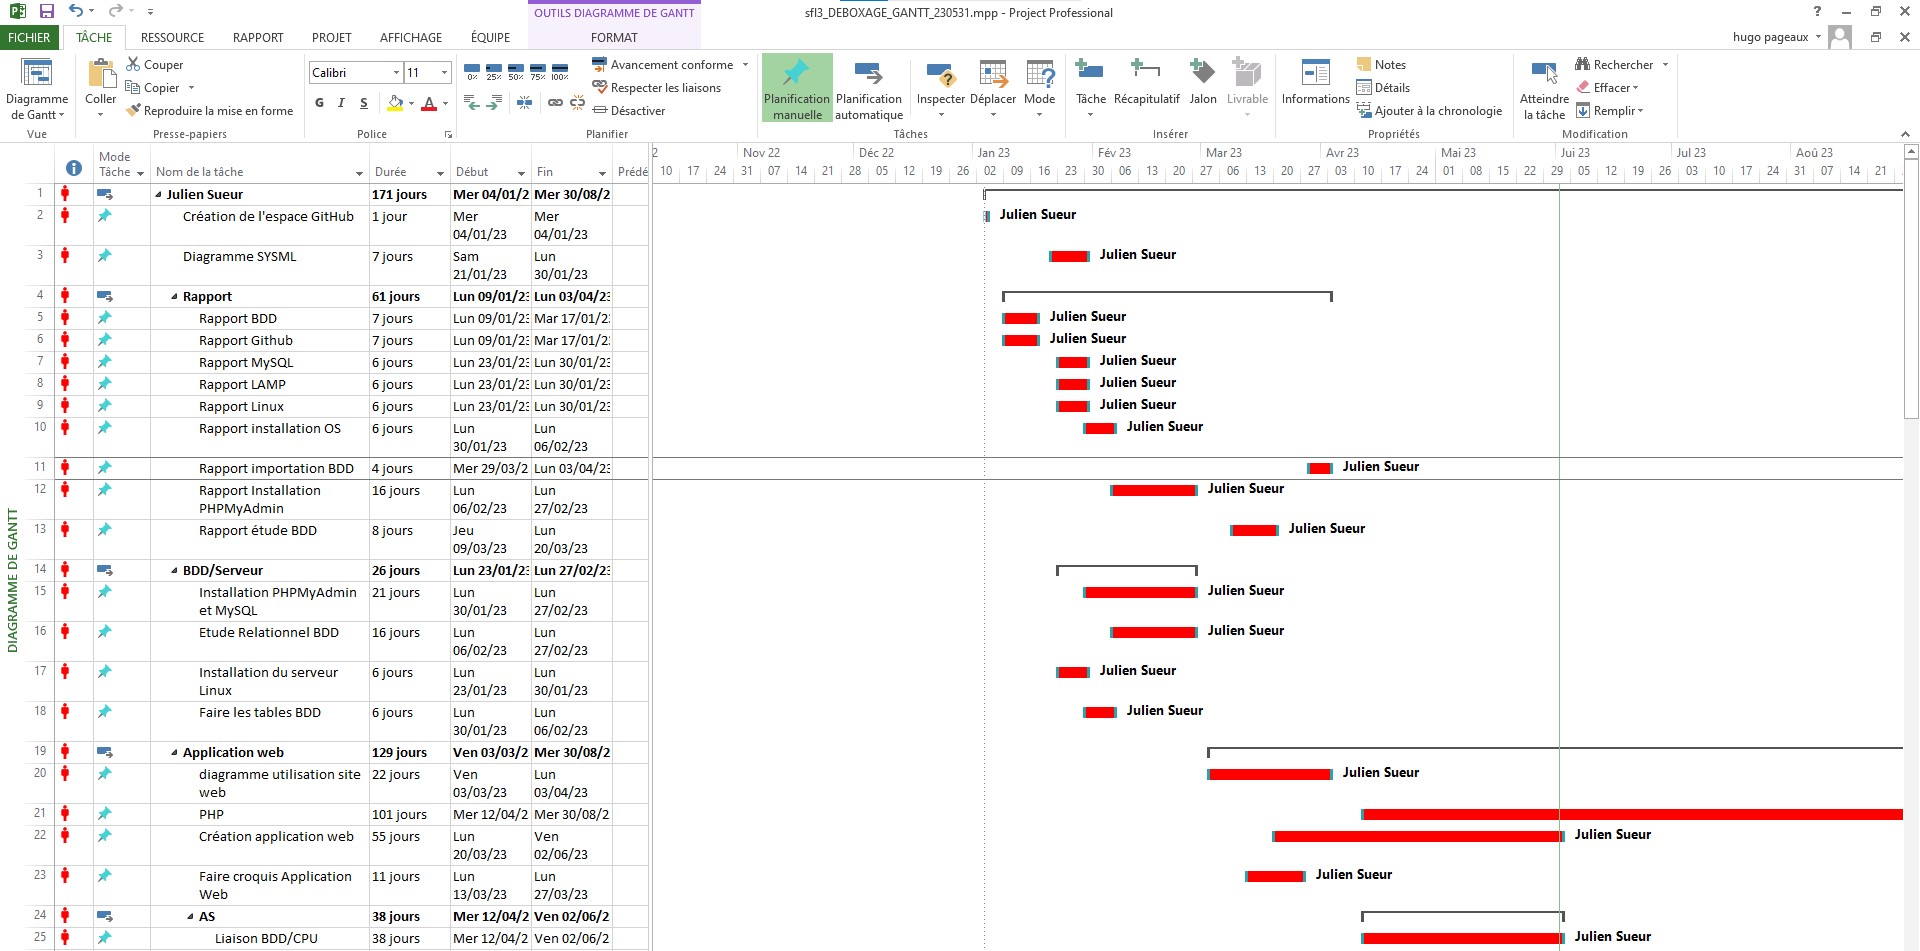 OUTILS DIAGRAMME DE GANTT
sfl3_DEBOXAGE_GANTT_230531.mpp - Project Professional
FICHIER TÂCHE RESSOURCE RAPPORT PROJET AFFICHAGE ÉQUIPE FORMAT
hugo pageaux
Diagramme de Gantt
Vue
Coller
Couper
Copier
Reproduire la mise en forme
Presse-papiers
Calibri 11
G I S
Police
0% 25% 50% 75% 100%
Avancement conforme
Respecter les liaisons
Désactiver
Planifier
Planification manuelle
Planification automatique
Inspecter Déplacer Mode
Tâches
Tâche Récapitulatif Jalon Livrable
Insérer
Informations
Notes
Détails
Ajouter à la chronologie
Propriétés
Atteindre la tâche
Rechercher
Effacer
Remplir
Modification
Mode Tâche Nom de la tâche Durée Début Fin Prédé
2 Nov 22 Déc 22 Jan 23 Fév 23 Mar 23 Avr 23 Mai 23 Jui 23 Jul 23 Aoû 23
10 17 24 31 07 14 21 28 05 12 19 26 02 09 16 23 30 06 13 20 27 06 13 20 27 03 10 17 24 01 08 15 22 29 05 12 19 26 03 10 17 24 31 07 14 21
DIAGRAMME DE GANTT
1 Julien Sueur 171 jours Mer 04/01/2 Mer 30/08/2
2 Création de l'espace GitHub 1 jour Mer 04/01/23 Mer 04/01/23 Julien Sueur
3 Diagramme SYSML 7 jours Sam 21/01/23 Lun 30/01/23 Julien Sueur
4 Rapport 61 jours Lun 09/01/23 Lun 03/04/23
5 Rapport BDD 7 jours Lun 09/01/23 Mar 17/01/2 Julien Sueur
6 Rapport Github 7 jours Lun 09/01/23 Mar 17/01/2 Julien Sueur
7 Rapport MySQL 6 jours Lun 23/01/23 Lun 30/01/23 Julien Sueur
8 Rapport LAMP 6 jours Lun 23/01/23 Lun 30/01/23 Julien Sueur
9 Rapport Linux 6 jours Lun 23/01/23 Lun 30/01/23 Julien Sueur
10 Rapport installation OS 6 jours Lun 30/01/23 Lun 06/02/23 Julien Sueur
11 Rapport importation BDD 4 jours Mer 29/03/2 Lun 03/04/23 Julien Sueur
12 Rapport Installation PHPMyAdmin 16 jours Lun 06/02/23 Lun 27/02/23 Julien Sueur
13 Rapport étude BDD 8 jours Jeu 09/03/23 Lun 20/03/23 Julien Sueur
14 BDD/Serveur 26 jours Lun 23/01/23 Lun 27/02/23
15 Installation PHPMyAdmin et MySQL 21 jours Lun 30/01/23 Lun 27/02/23 Julien Sueur
16 Etude Relationnel BDD 16 jours Lun 06/02/23 Lun 27/02/23 Julien Sueur
17 Installation du serveur Linux 6 jours Lun 23/01/23 Lun 30/01/23 Julien Sueur
18 Faire les tables BDD 6 jours Lun 30/01/23 Lun 06/02/23 Julien Sueur
19 Application web 129 jours Ven 03/03/2 Mer 30/08/2
20 diagramme utilisation site web 22 jours Ven 03/03/23 Lun 03/04/23 Julien Sueur
21 PHP 101 jours Mer 12/04/2 Mer 30/08/2
22 Création application web 55 jours Lun 20/03/23 Ven 02/06/23 Julien Sueur
23 Faire croquis Application Web 11 jours Lun 13/03/23 Lun 27/03/23 Julien Sueur
24 AS 38 jours Mer 12/04/2 Ven 02/06/2
25 Liaison BDD/CPU 38 jours Mer 12/04/2 Ven 02/06/2 Julien Sueur